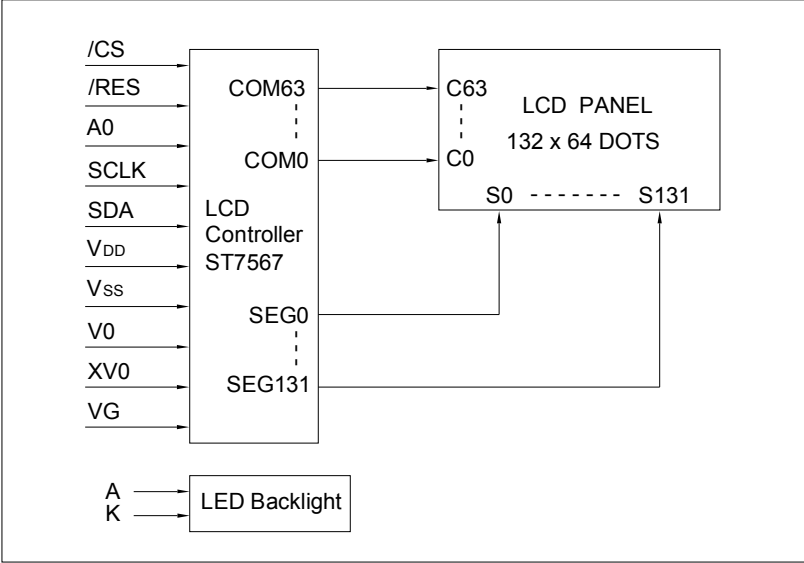 /CS
/RES
A0
SCLK
SDA
VDD
VSS
V0
XV0
VG
COM63
COM0
LCD
Controller
ST7567
SEG0
SEG131
C63
C0
LCD PANEL
132 x 64 DOTS
S0 ------- S131
A
K
LED Backlight